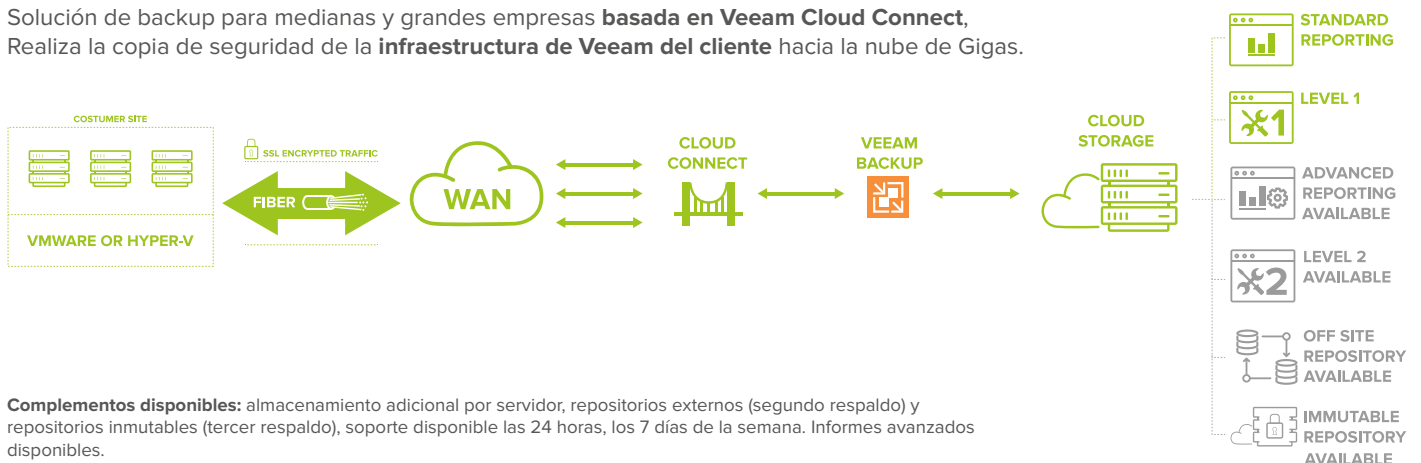 Solución de backup para medianas y grandes empresas basada en Veeam Cloud Connect,
Realiza la copia de seguridad de la infraestructura de Veeam del cliente hacia la nube de Gigas.
COSTUMER SITE
VMWARE OR HYPER-V
SSL ENCRYPTED TRAFFIC
FIBER
WAN
CLOUD
CONNECT
VEEAM
BACKUP
CLOUD
STORAGE
STANDARD
REPORTING
1
LEVEL 1
ADVANCED
REPORTING
AVAILABLE
2
LEVEL 2
AVAILABLE
OFF SITE
REPOSITORY
AVAILABLE
IMMUTABLE
REPOSITORY
AVAILABLE
Complementos disponibles: almacenamiento adicional por servidor, repositorios externos (segundo respaldo) y
repositorios inmutables (tercer respaldo), soporte disponible las 24 horas, los 7 días de la semana. Informes avanzados
disponibles.